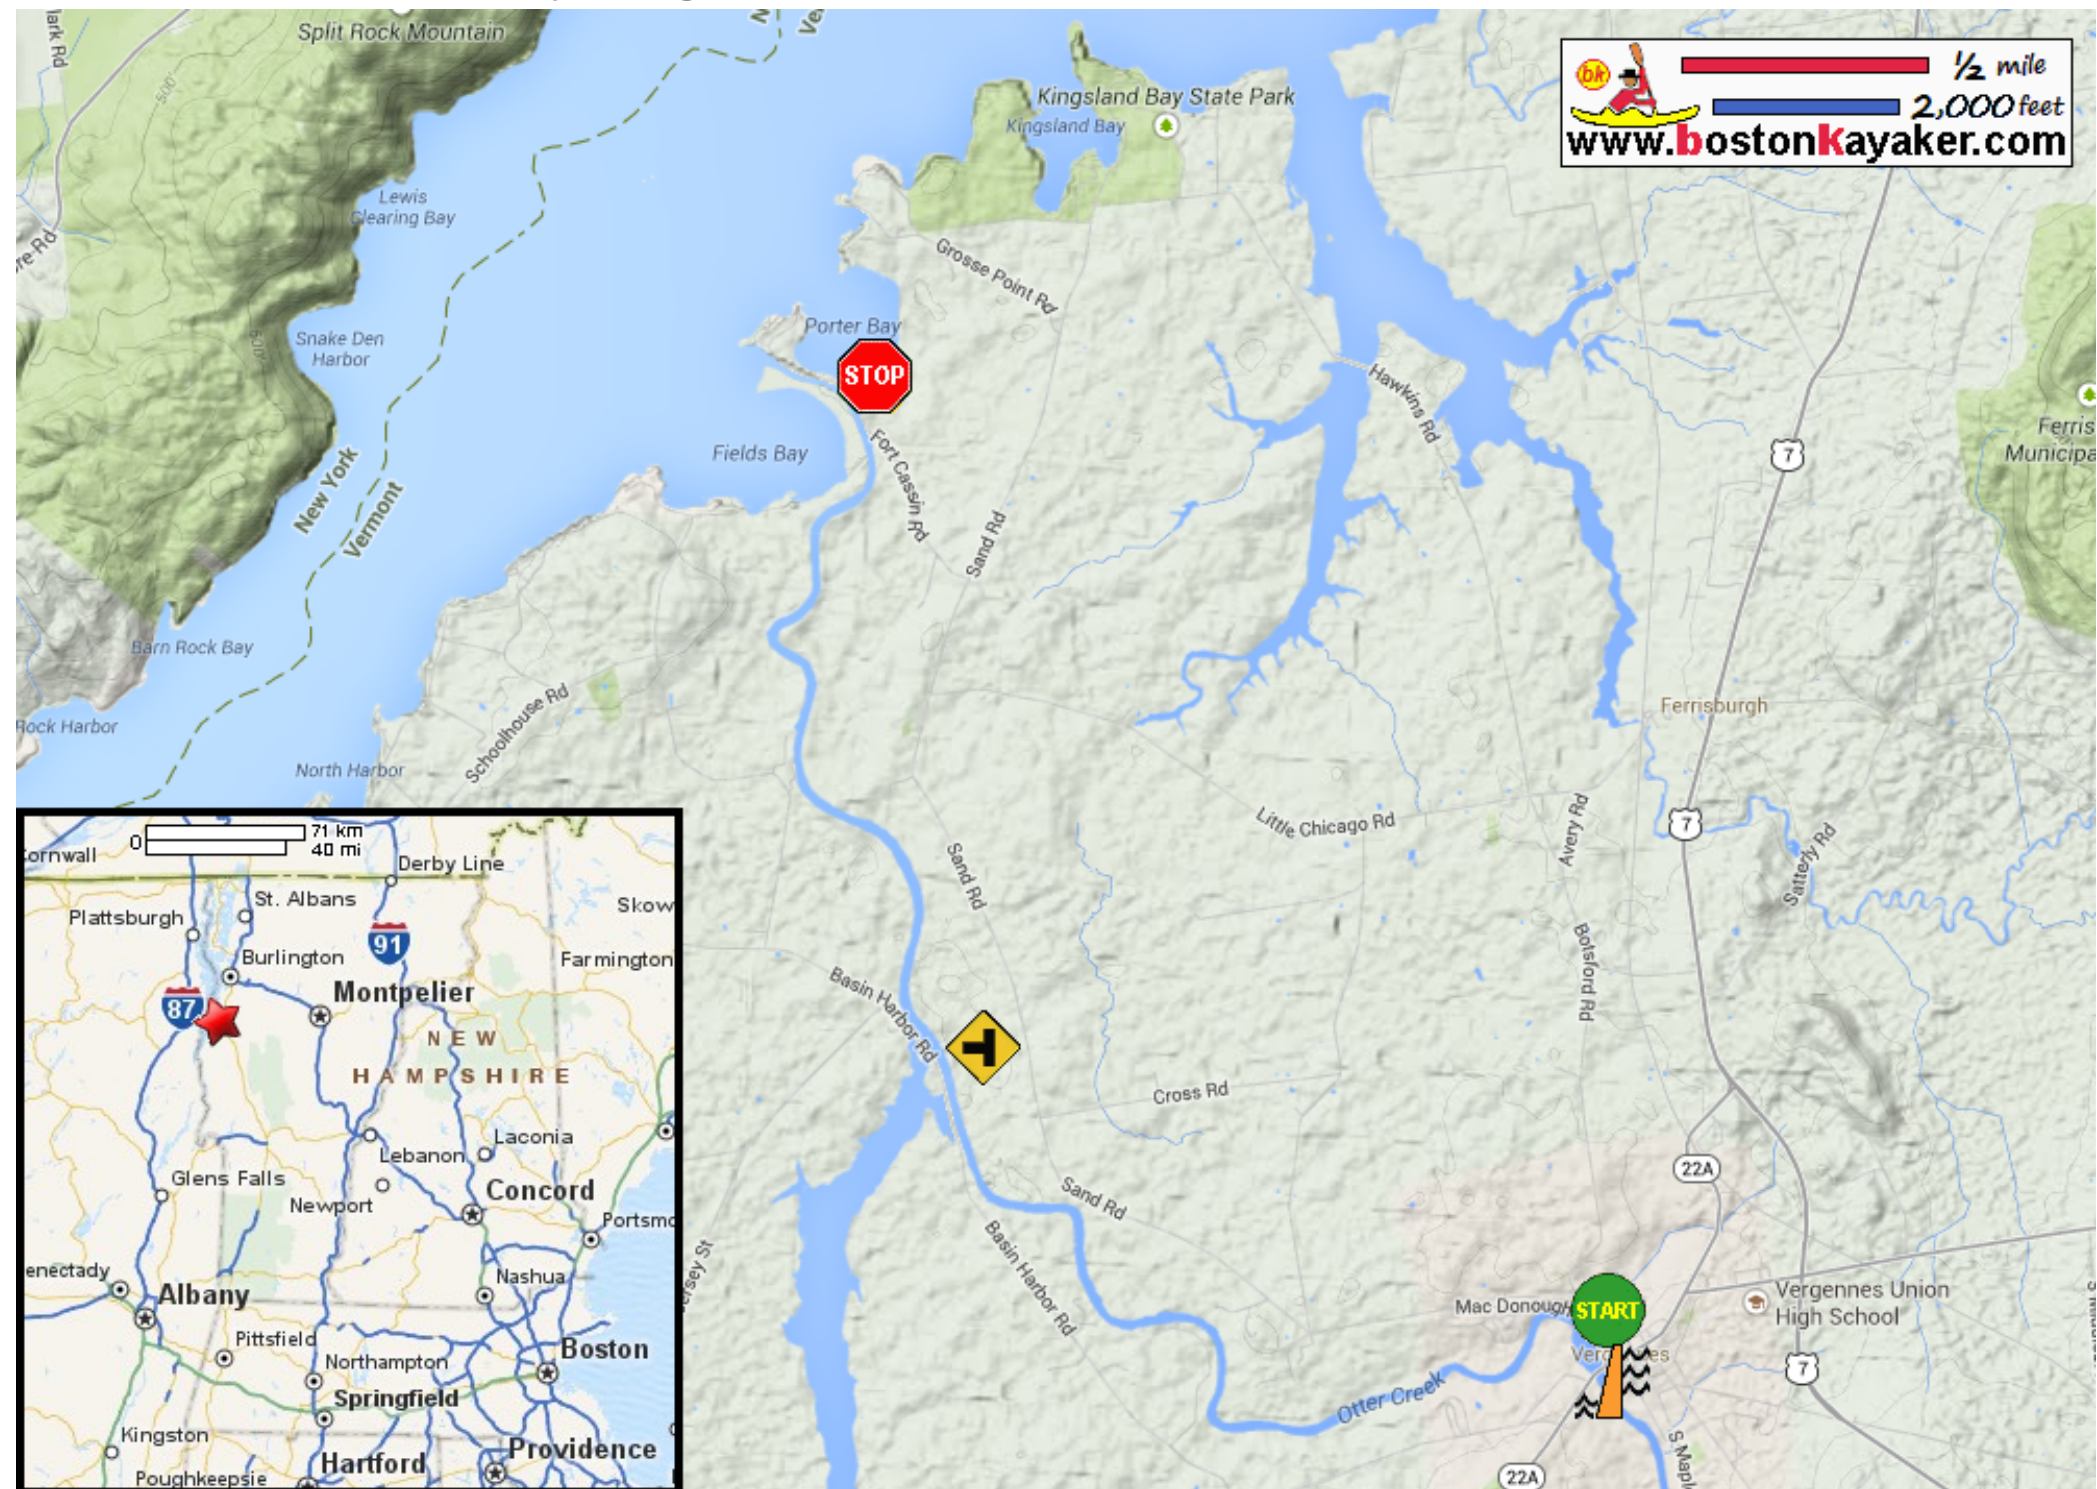 Split Rock Mountain
500'
Lewis
Clearing Bay
Snake Den
Harbor
500'
New York
Vermont
Barn Rock Bay
Rock Harbor
North Harbor
Schoolhouse Rd
Kingsland Bay State Park
Kingsland Bay
Grosse Point Rd
Porter Bay
STOP
Fields Bay
Fort Cassin Rd
Sand Rd
Hawkins Rd
bk
½ mile
2,000 feet
www.bostonkayaker.com
7
Ferrisburgh
7
Little Chicago Rd
Avery Rd
Satterly Rd
Botsford Rd
Sand Rd
Basin Harbor Rd
Cross Rd
Sand Rd
Basin Harbor Rd
22A
Vergennes Union
High School
Mac Donough
START
Otter Creek
7
22A
0
71 km
40 mi
Derby Line
St. Albans
Plattsburgh
91
Burlington
Farmington
87
Montpelier
NEW
HAMPSHIRE
Laconia
Lebanon
Glens Falls
Newport
Concord
Nashua
Albany
Pittsfield
Boston
Northampton
Springfield
Kingston
Providence
Hartford
Poughkeepsie